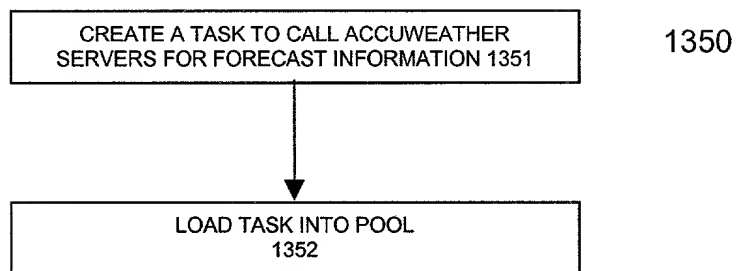 CREATE A TASK TO CALL ACCUWEATHER
SERVERS FOR FORECAST INFORMATION 1351
1350
LOAD TASK INTO POOL
1352